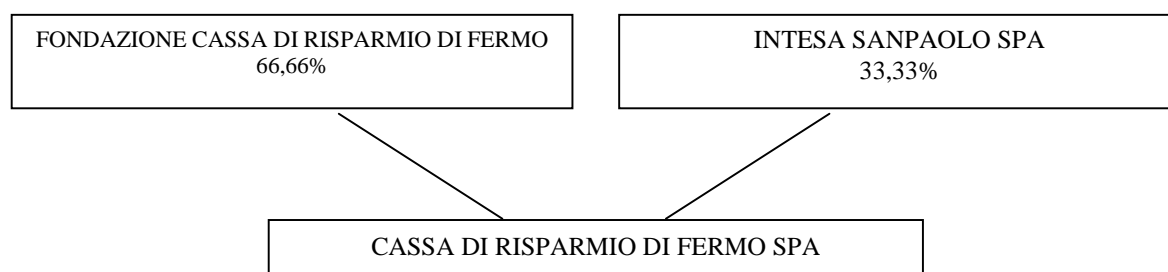 FONDAZIONE CASSA DI RISPARMIO DI FERMO
66,66%
INTESA SANPAOLO SPA
33,33%
CASSA DI RISPARMIO DI FERMO SPA